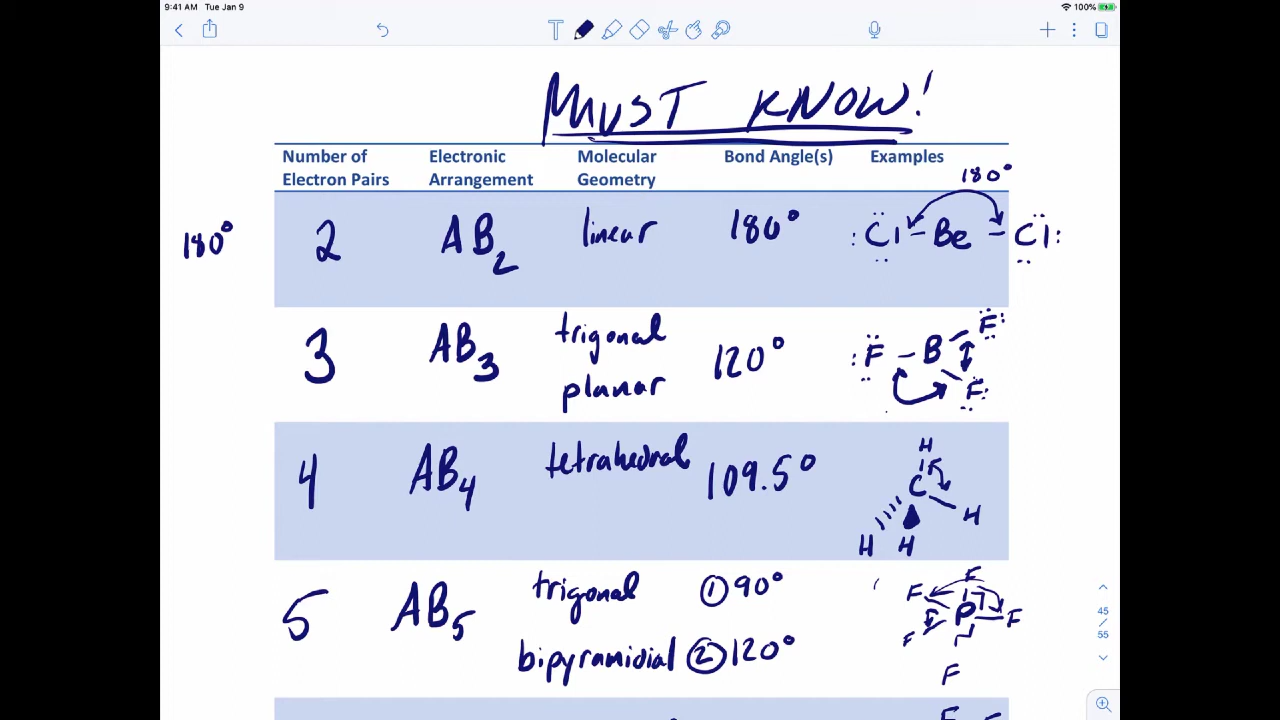 9:41 AM Tue Jan 9
100%
T
MUST KNOW!
Number of Electron Pairs
Electronic Arrangement
Molecular Geometry
Bond Angle(s)
Examples
180°
180°
2
AB2
linear
180°
:Cl - Be - Cl:
3
AB3
trigonal
planar
120°
:F - B
F:
F:
4
AB4
tetrahedral
109.5°
H
C
H
H
H
5
AB5
trigonal
bipyramidial
① 90°
② 120°
F
F
P
F
F
F
F
45
/
55